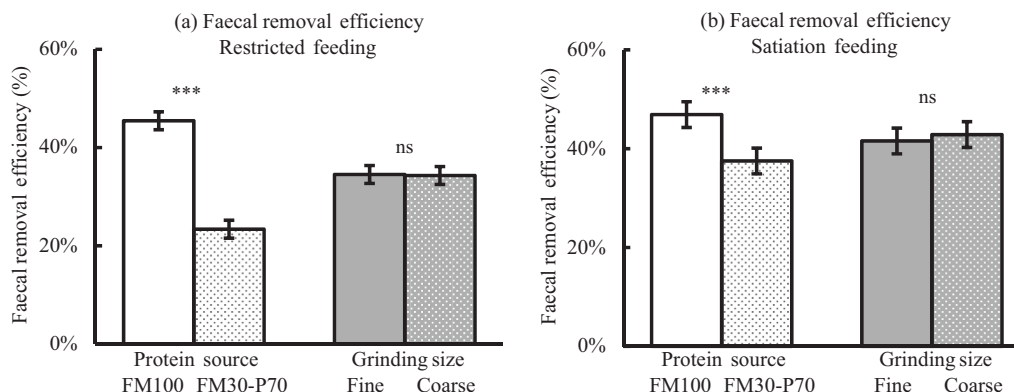 (a) Faecal removal efficiency
Restricted feeding
Faecal removal efficiency (%)
60%
40%
20%
0%
***
ns
Protein source
Grinding size
FM100 FM30-P70
Fine Coarse
(b) Faecal removal efficiency
Satiation feeding
Faecal removal efficiency (%)
60%
40%
20%
0%
***
ns
Protein source
Grinding size
FM100 FM30-P70
Fine Coarse